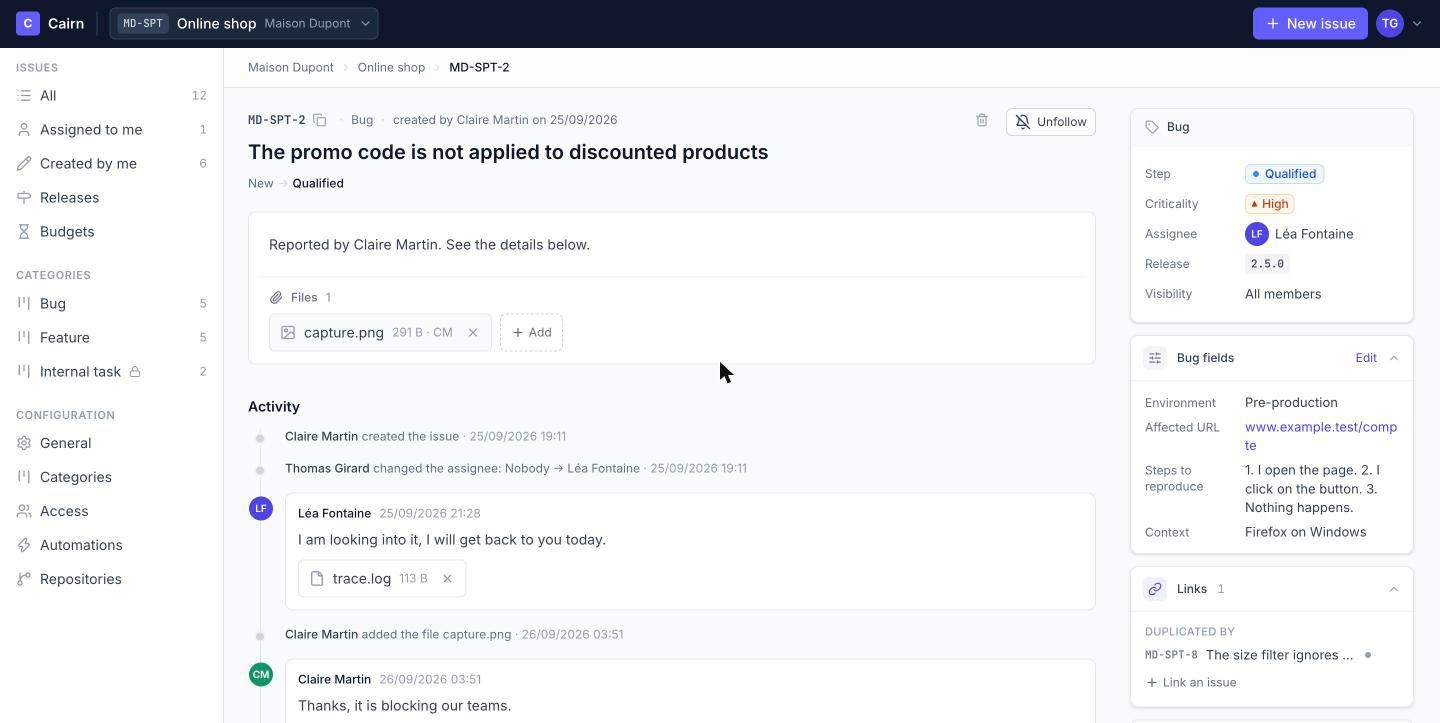 C Cairn MD-SPT Online shop Maison Dupont + New issue TG
ISSUES
All 12
Assigned to me 1
Created by me 6
Releases
Budgets
CATEGORIES
Bug 5
Feature 5
Internal task 2
CONFIGURATION
General
Categories
Access
Automations
Repositories
Maison Dupont > Online shop > MD-SPT-2
MD-SPT-2 · Bug · created by Claire Martin on 25/09/2026
Unfollow
The promo code is not applied to discounted products
New → Qualified
Reported by Claire Martin. See the details below.
Files 1
capture.png 291 B · CM × + Add
Activity
Claire Martin created the issue · 25/09/2026 19:11
Thomas Girard changed the assignee: Nobody → Léa Fontaine · 25/09/2026 19:11
LF Léa Fontaine 25/09/2026 21:28
I am looking into it, I will get back to you today.
trace.log 113 B ×
Claire Martin added the file capture.png · 26/09/2026 03:51
CM Claire Martin 26/09/2026 03:51
Thanks, it is blocking our teams.
Bug
Step Qualified
Criticality High
Assignee LF Léa Fontaine
Release 2.5.0
Visibility All members
Bug fields Edit
Environment Pre-production
Affected URL www.example.test/comp
te
Steps to reproduce 1. I open the page. 2. I
click on the button. 3.
Nothing happens.
Context Firefox on Windows
Links 1
DUPLICATED BY
MD-SPT-8 The size filter ignores ...
+ Link an issue